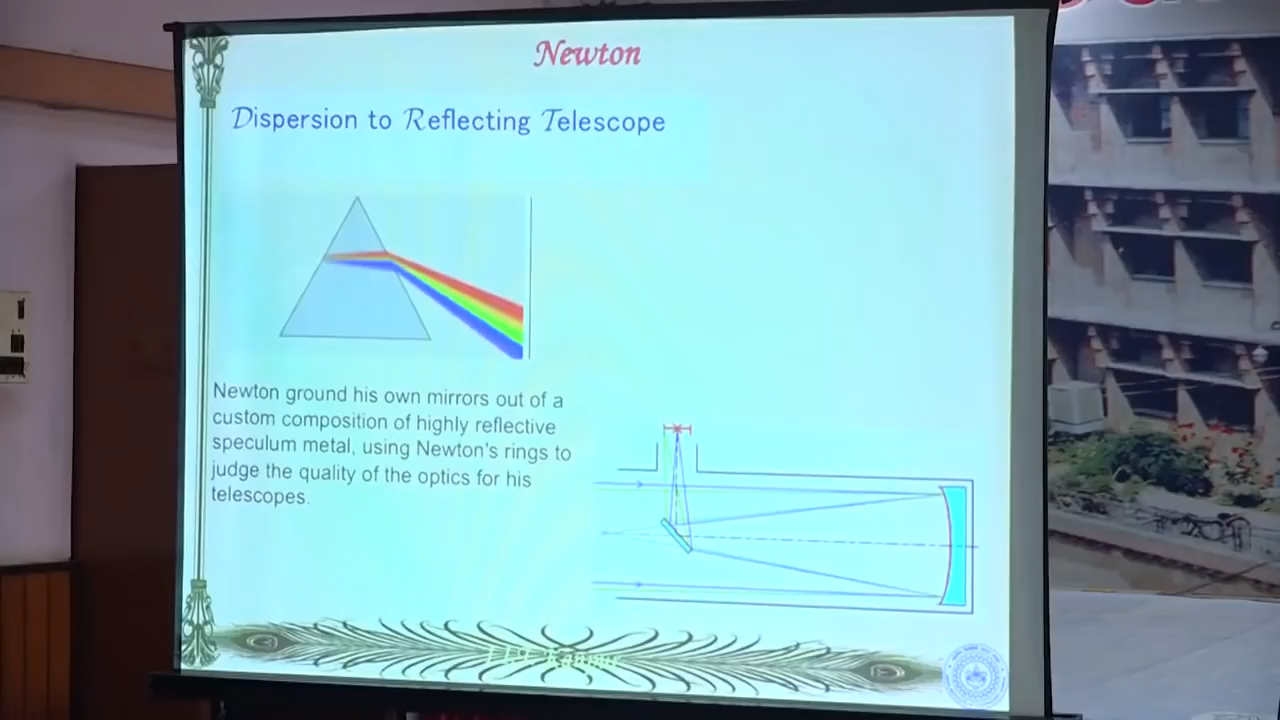 Newton
Dispersion to Reflecting Telescope
Newton ground his own mirrors out of a
custom composition of highly reflective
speculum metal, using Newton's rings to
judge the quality of the optics for his
telescopes.
I.I.T. Kanpur